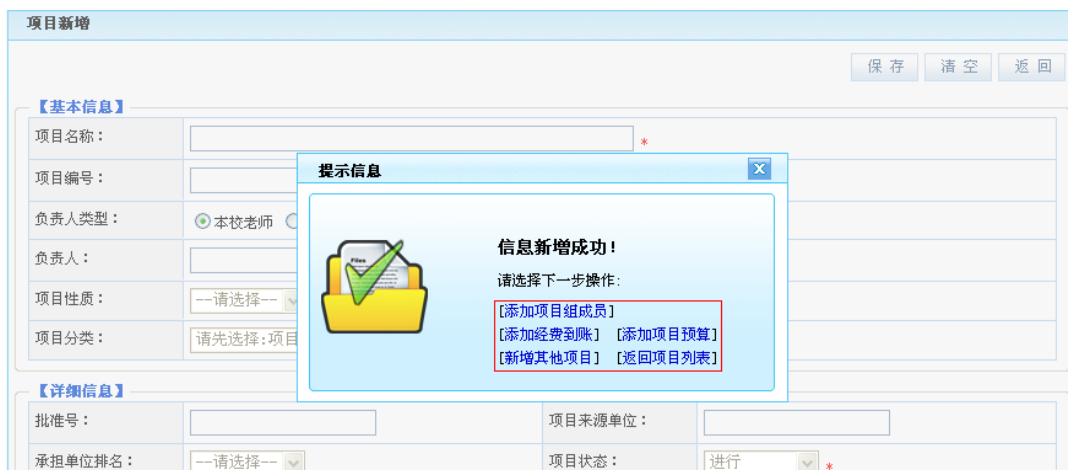 项目新增
保 存 清 空 返 回
【基本信息】
项目名称： *
项目编号：
提示信息
负责人类型： 本校老师
负责人：
项目性质： --请选择--
项目分类： 请先选择:项目
Files
信息新增成功！
请选择下一步操作:
[添加项目组成员]
[添加经费到账] [添加项目预算]
[新增其他项目] [返回项目列表]
【详细信息】
批准号： 项目来源单位：
承担单位排名： --请选择-- 项目状态： 进行 *